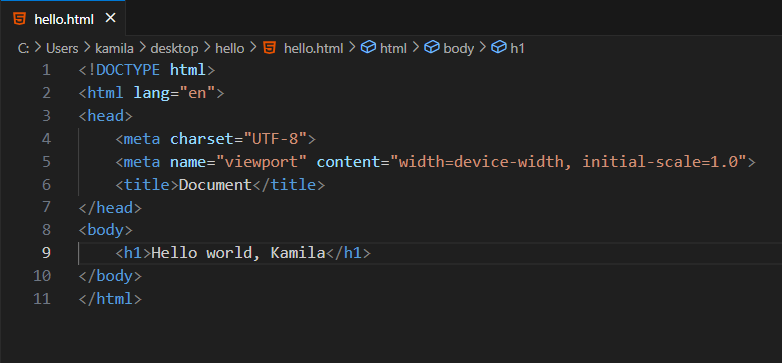 hello.html
C: > Users > kamila > desktop > hello > hello.html > html > body > h1
1 <!DOCTYPE html>
2 <html lang="en">
3 <head>
4     <meta charset="UTF-8">
5     <meta name="viewport" content="width=device-width, initial-scale=1.0">
6     <title>Document</title>
7 </head>
8 <body>
9     <h1>Hello world, Kamila</h1>
10 </body>
11 </html>